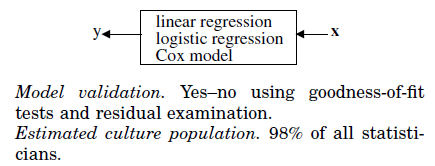 linear regression
y logistic regression x
Cox model
Model validation. Yes–no using goodness-of-fit
tests and residual examination.
Estimated culture population. 98% of all statisti-
cians.